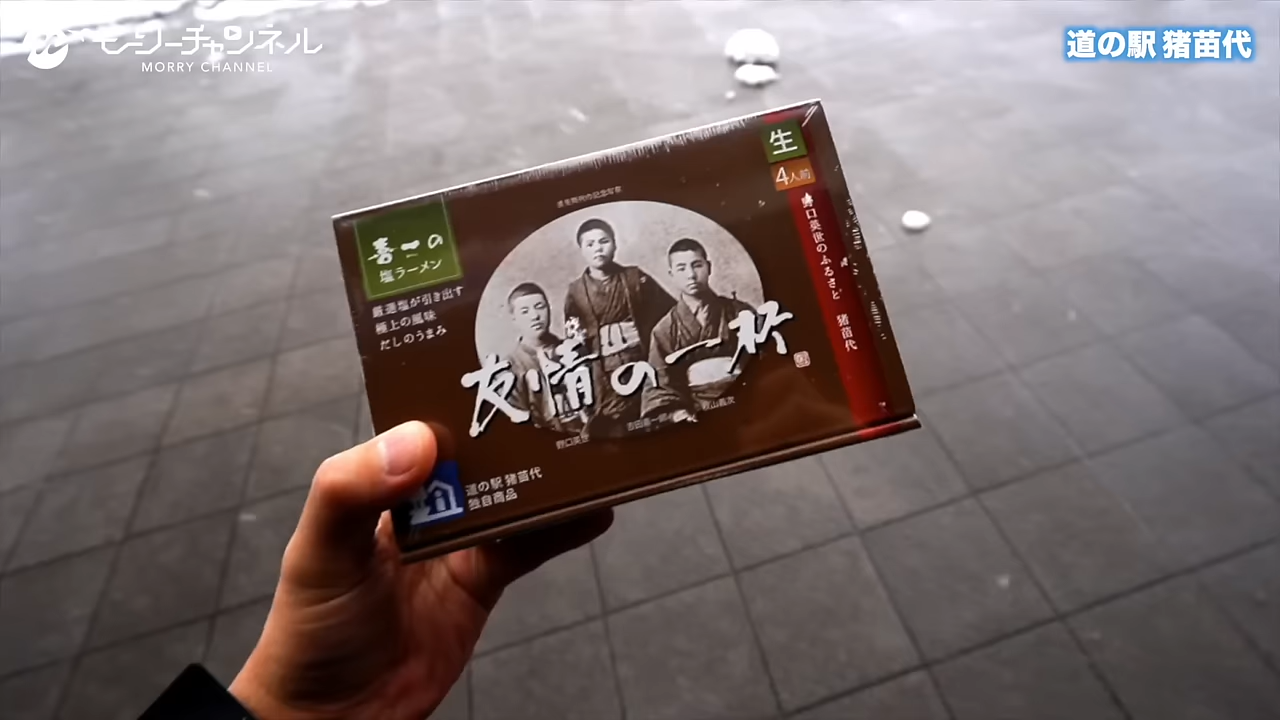 モーリーチャンネル
MORRY CHANNEL
道の駅 猪苗代
生
4人前
野口英世のふるさと 猪苗代
喜一の
塩ラーメン
厳選塩が引き出す
極上の風味
だしのうまみ
友情の一杯
野口英世
道の駅 猪苗代
独自商品